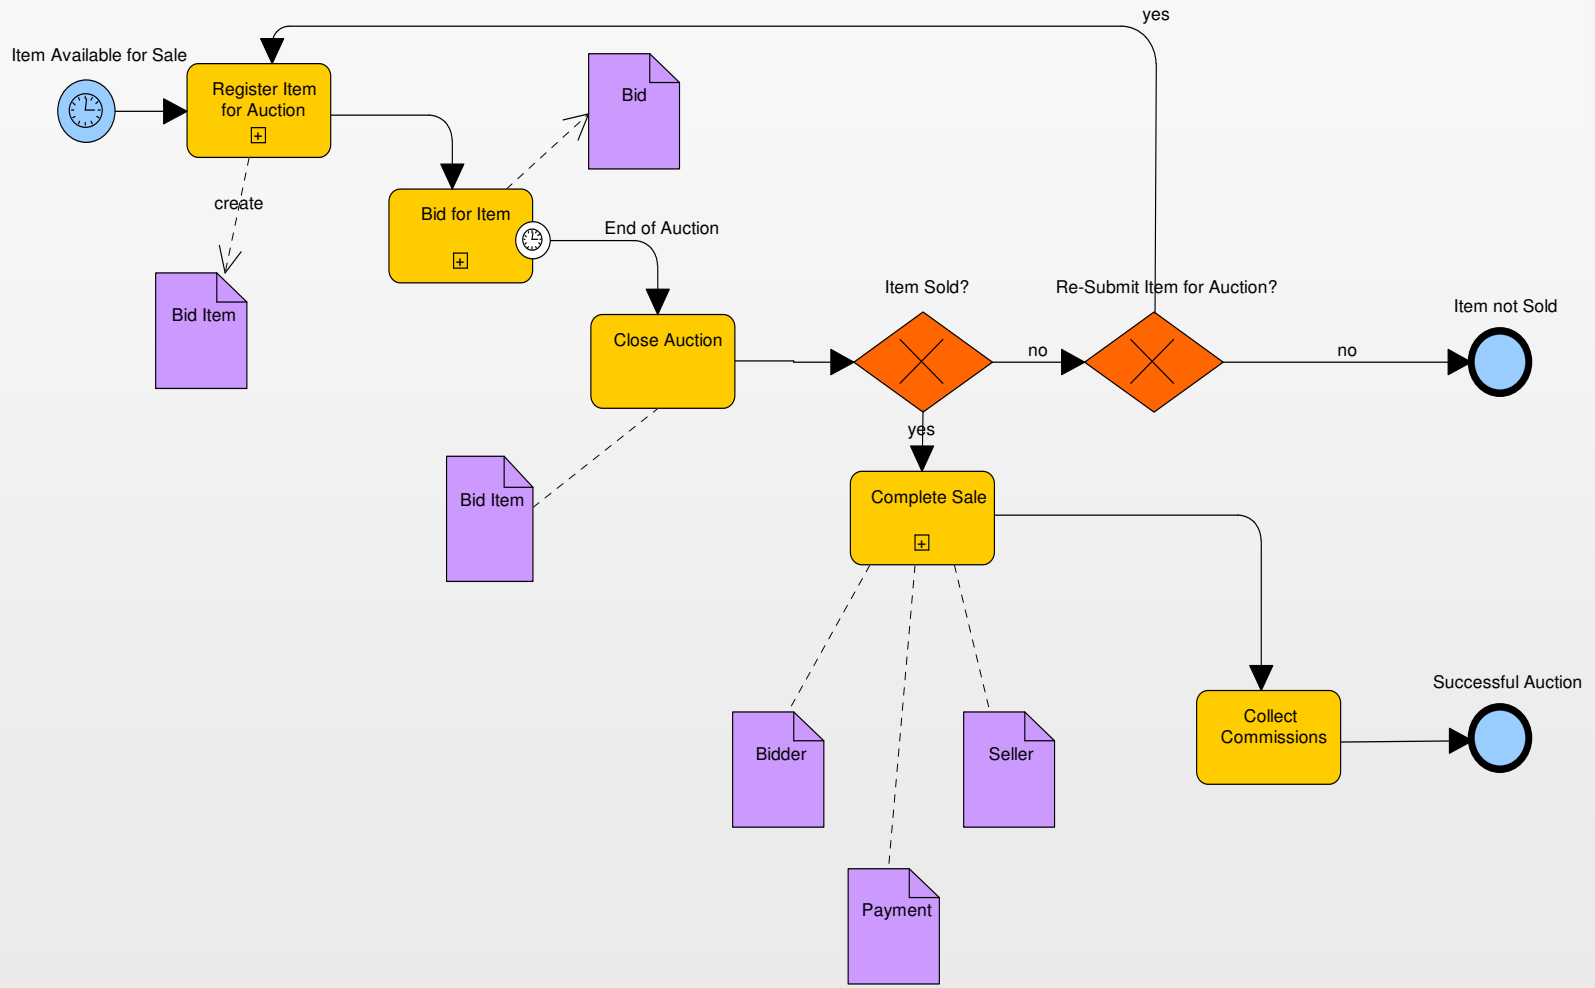 yes
Item Available for Sale
Register Item
for Auction
Bid
create
Bid for Item
End of Auction
Bid Item
Close Auction
Item Sold?
Re-Submit Item for Auction?
Item not Sold
no
no
yes
Bid Item
Complete Sale
Successful Auction
Collect
Commissions
Bidder
Seller
Payment